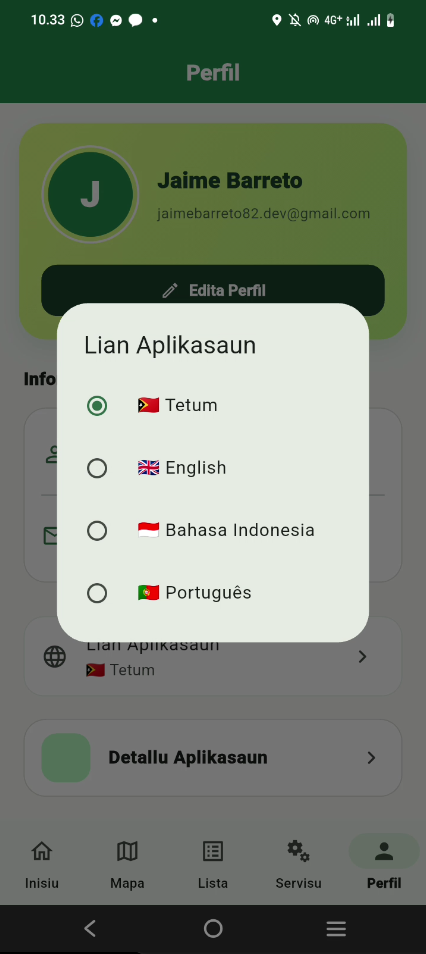 10.33
4G+
Perfil
J
Jaime Barreto
jaimebarreto82.dev@gmail.com
Edita Perfil
Lian Aplikasaun
Tetum
English
Bahasa Indonesia
Português
Lian Aplikasaun
Tetum
Detallu Aplikasaun
Inisiu
Mapa
Lista
Servisu
Perfil